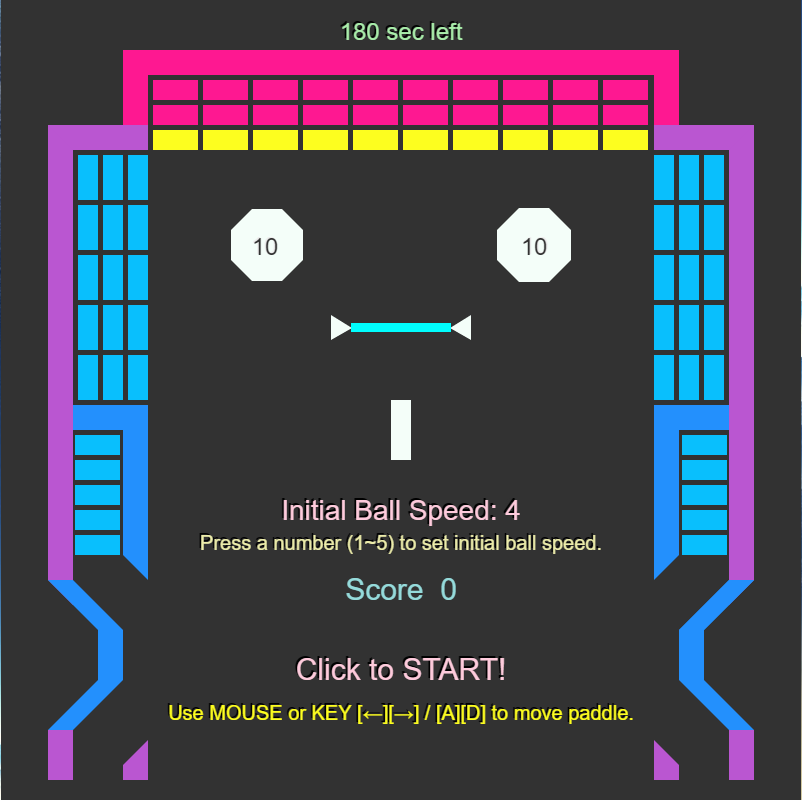 180 sec left
10 10
Initial Ball Speed: 4
Press a number (1~5) to set initial ball speed.
Score 0
Click to START!
Use MOUSE or KEY [←][→] / [A][D] to move paddle.